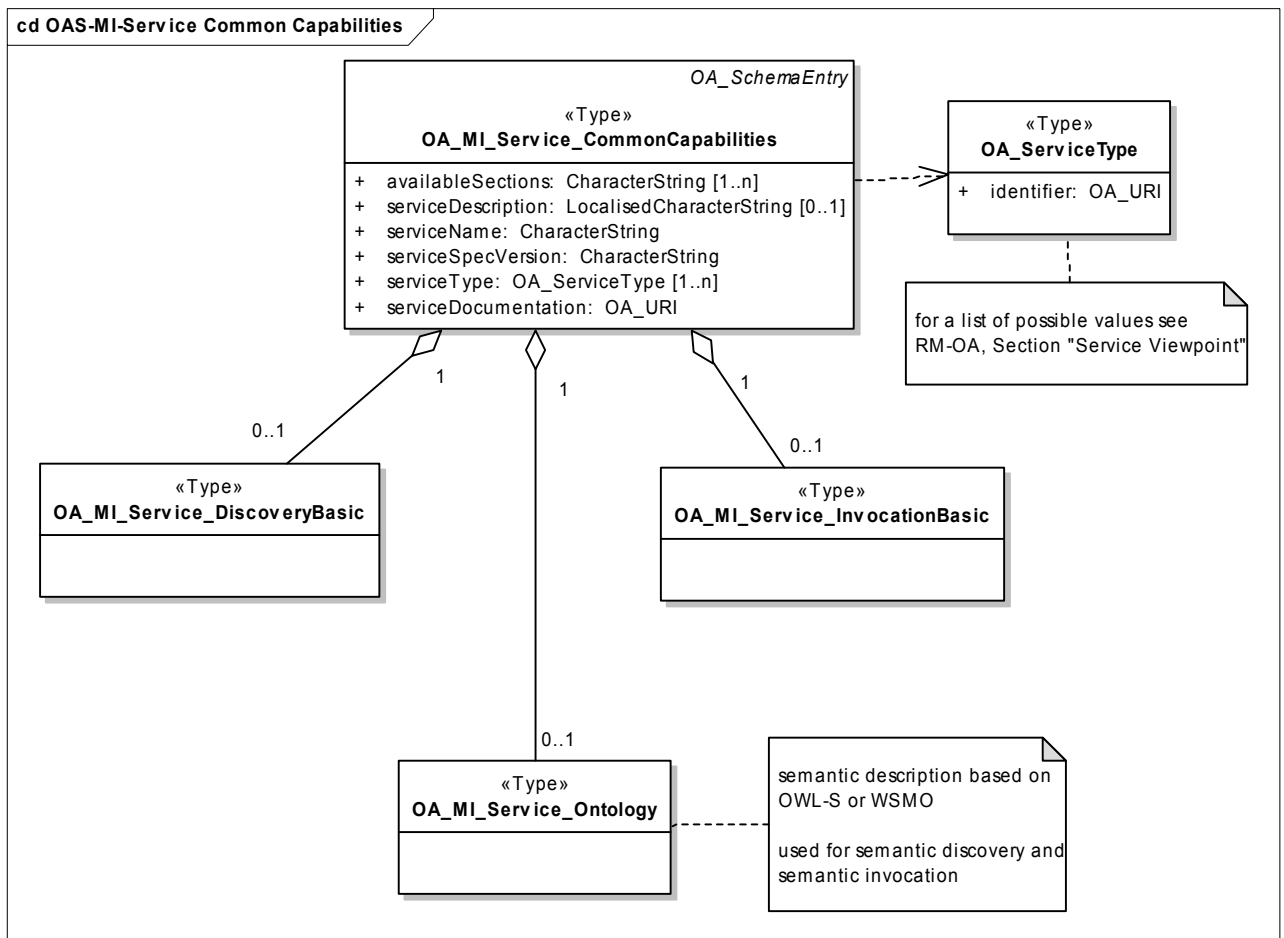 cd OAS-MI-Service Common Capabilities
OA_SchemaEntry
«Type»
OA_MI_Service_CommonCapabilities
+ availableSections: CharacterString [1..n]
+ serviceDescription: LocalisedCharacterString [0..1]
+ serviceName: CharacterString
+ serviceSpecVersion: CharacterString
+ serviceType: OA_ServiceType [1..n]
+ serviceDocumentation: OA_URI
«Type»
OA_ServiceType
+ identifier: OA_URI
for a list of possible values see
RM-OA, Section "Service Viewpoint"
1
1
1
0..1
0..1
«Type»
OA_MI_Service_DiscoveryBasic
«Type»
OA_MI_Service_InvocationBasic
0..1
«Type»
OA_MI_Service_Ontology
semantic description based on
OWL-S or WSMO
used for semantic discovery and
semantic invocation